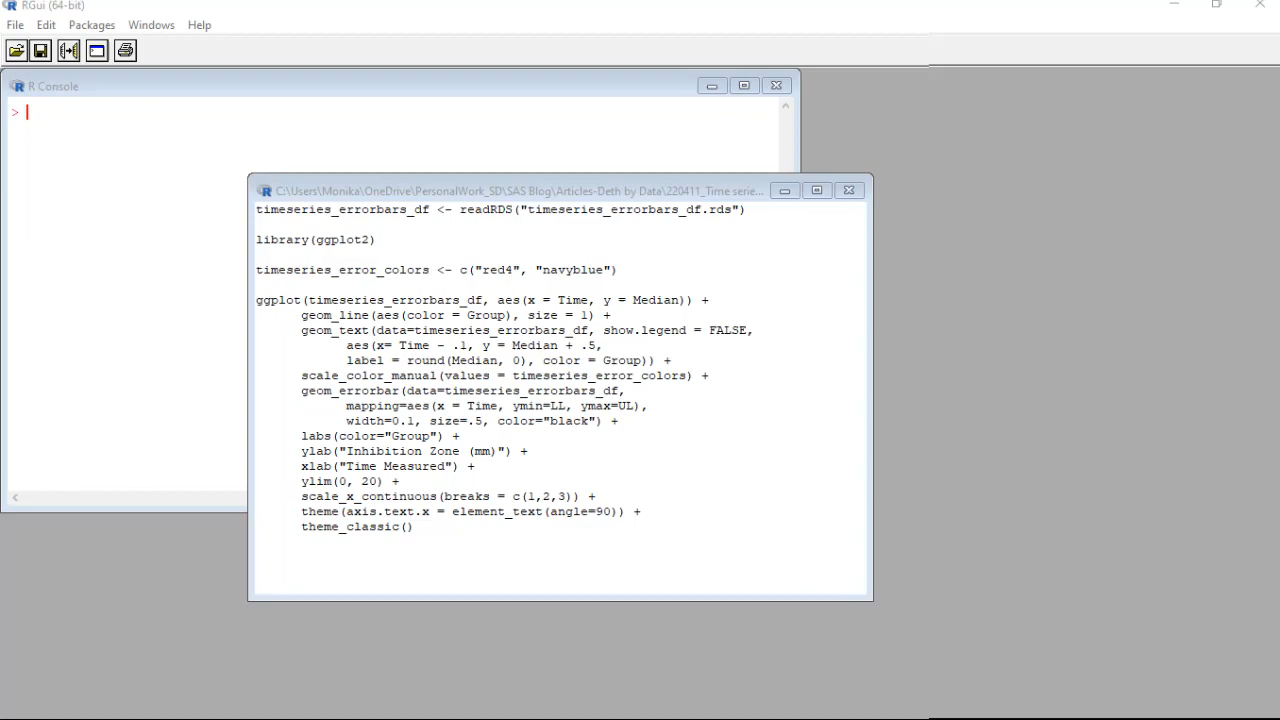 RGui (64-bit)
File Edit Packages Windows Help
R Console
>
C:\Users\Monika\OneDrive\PersonalWork_SD\SAS Blog\Articles-Deth by Data\220411_Time serie...
timeseries_errorbars_df <- readRDS("timeseries_errorbars_df.rds")
library(ggplot2)
timeseries_error_colors <- c("red4", "navyblue")
ggplot(timeseries_errorbars_df, aes(x = Time, y = Median)) +
geom_line(aes(color = Group), size = 1) +
geom_text(data=timeseries_errorbars_df, show.legend = FALSE,
aes(x= Time - .1, y = Median + .5,
label = round(Median, 0), color = Group)) +
scale_color_manual(values = timeseries_error_colors) +
geom_errorbar(data=timeseries_errorbars_df,
mapping=aes(x = Time, ymin=LL, ymax=UL),
width=0.1, size=.5, color="black") +
labs(color="Group") +
ylab("Inhibition Zone (mm)") +
xlab("Time Measured") +
ylim(0, 20) +
scale_x_continuous(breaks = c(1,2,3)) +
theme(axis.text.x = element_text(angle=90)) +
theme_classic()